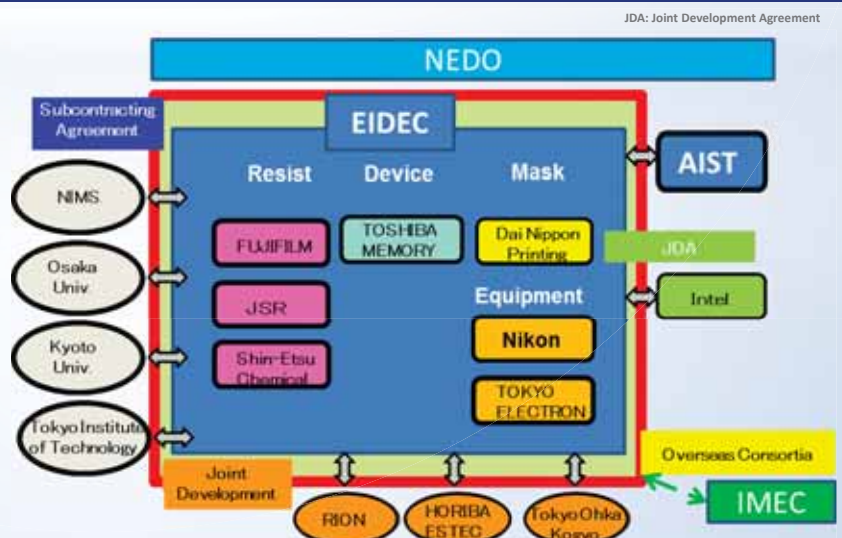 JDA: Joint Development Agreement
NEDO
Subcontracting
Agreement
EIDEC
Resist
Device
Mask
AIST
NIMS
FUJIFILM
TOSHIBA
MEMORY
Dai Nippon
Printing
JDA
Osaka
Univ.
JSR
Equipment
Intel
Kyoto
Univ.
Shin-Etsu
Chemical
Nikon
TOKYO
ELECTRON
Tokyo Institute
of Technology
Joint
Development
Overseas Consortia
RION
HORIBA
ESTEC
Tokyo Ohka
Kogyo
IMEC